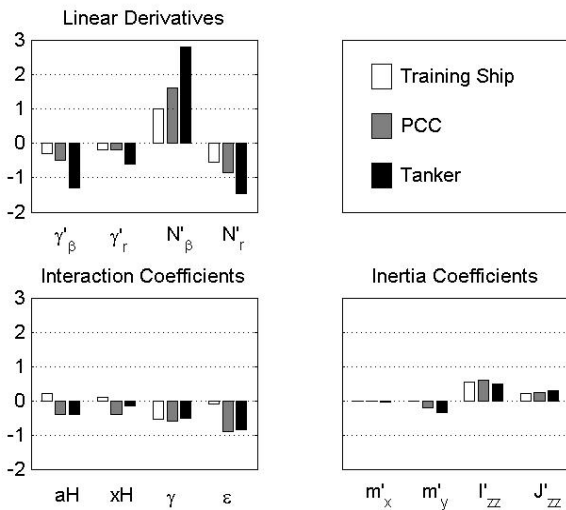 Linear Derivatives
3
2
1
0
-1
-2
γ'β γ'r N'β N'r
Training Ship
PCC
Tanker
Interaction Coefficients
3
2
1
0
-1
-2
aH xH γ ε
Inertia Coefficients
m'x m'y I'zz J'zz